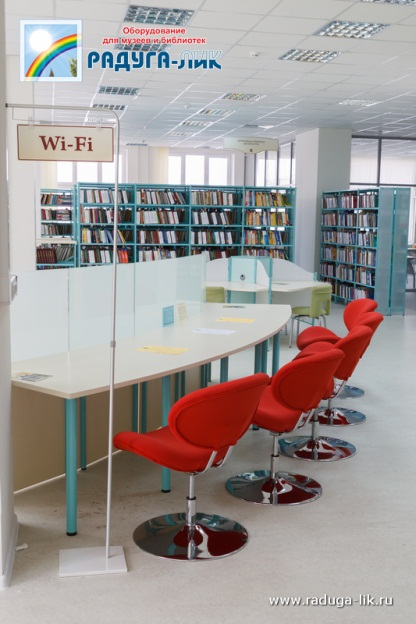 Оборудование
для музеев и библиотек
РАДУГА-ЛИК
Wi-Fi
www.raduga-lik.ru